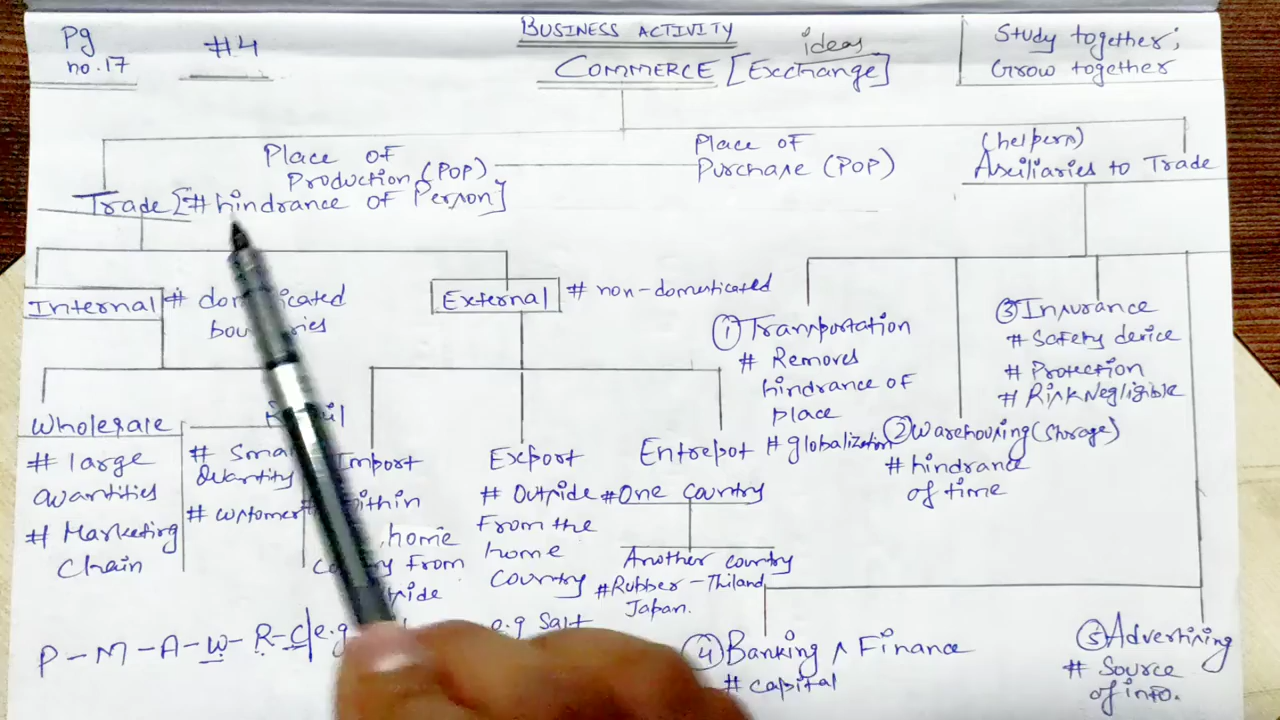 Pg no. 17
#4
BUSINESS ACTIVITY
ideas
COMMERCE [Exchange]
Study together;
Grow together
Place of
Production (POP)
Place of
Purchase (POP)
(helpers)
Auxiliaries to Trade
Trade [# hindrance of Person]
Internal # 
External # non-domesticated
① Transportation
# Removes
hindrance of
place
# globalization
② Warehousing (Storage)
# hindrance
of time
③ Insurance
# Safety device
# Protection
# Risk Negligible
Wholesale
# large
quantities
# Marketing
Chain
Quantity
# customer
Import
home
from
Export
# Outside
from the
home
country
e.g Salt
Entrepot
# One country
Another country
# Rubber - Thiland
Japan.
P - M - A - W - R - C
e.g
④ Banking & Finance
# capital
⑤ Advertising
# Source
of info.